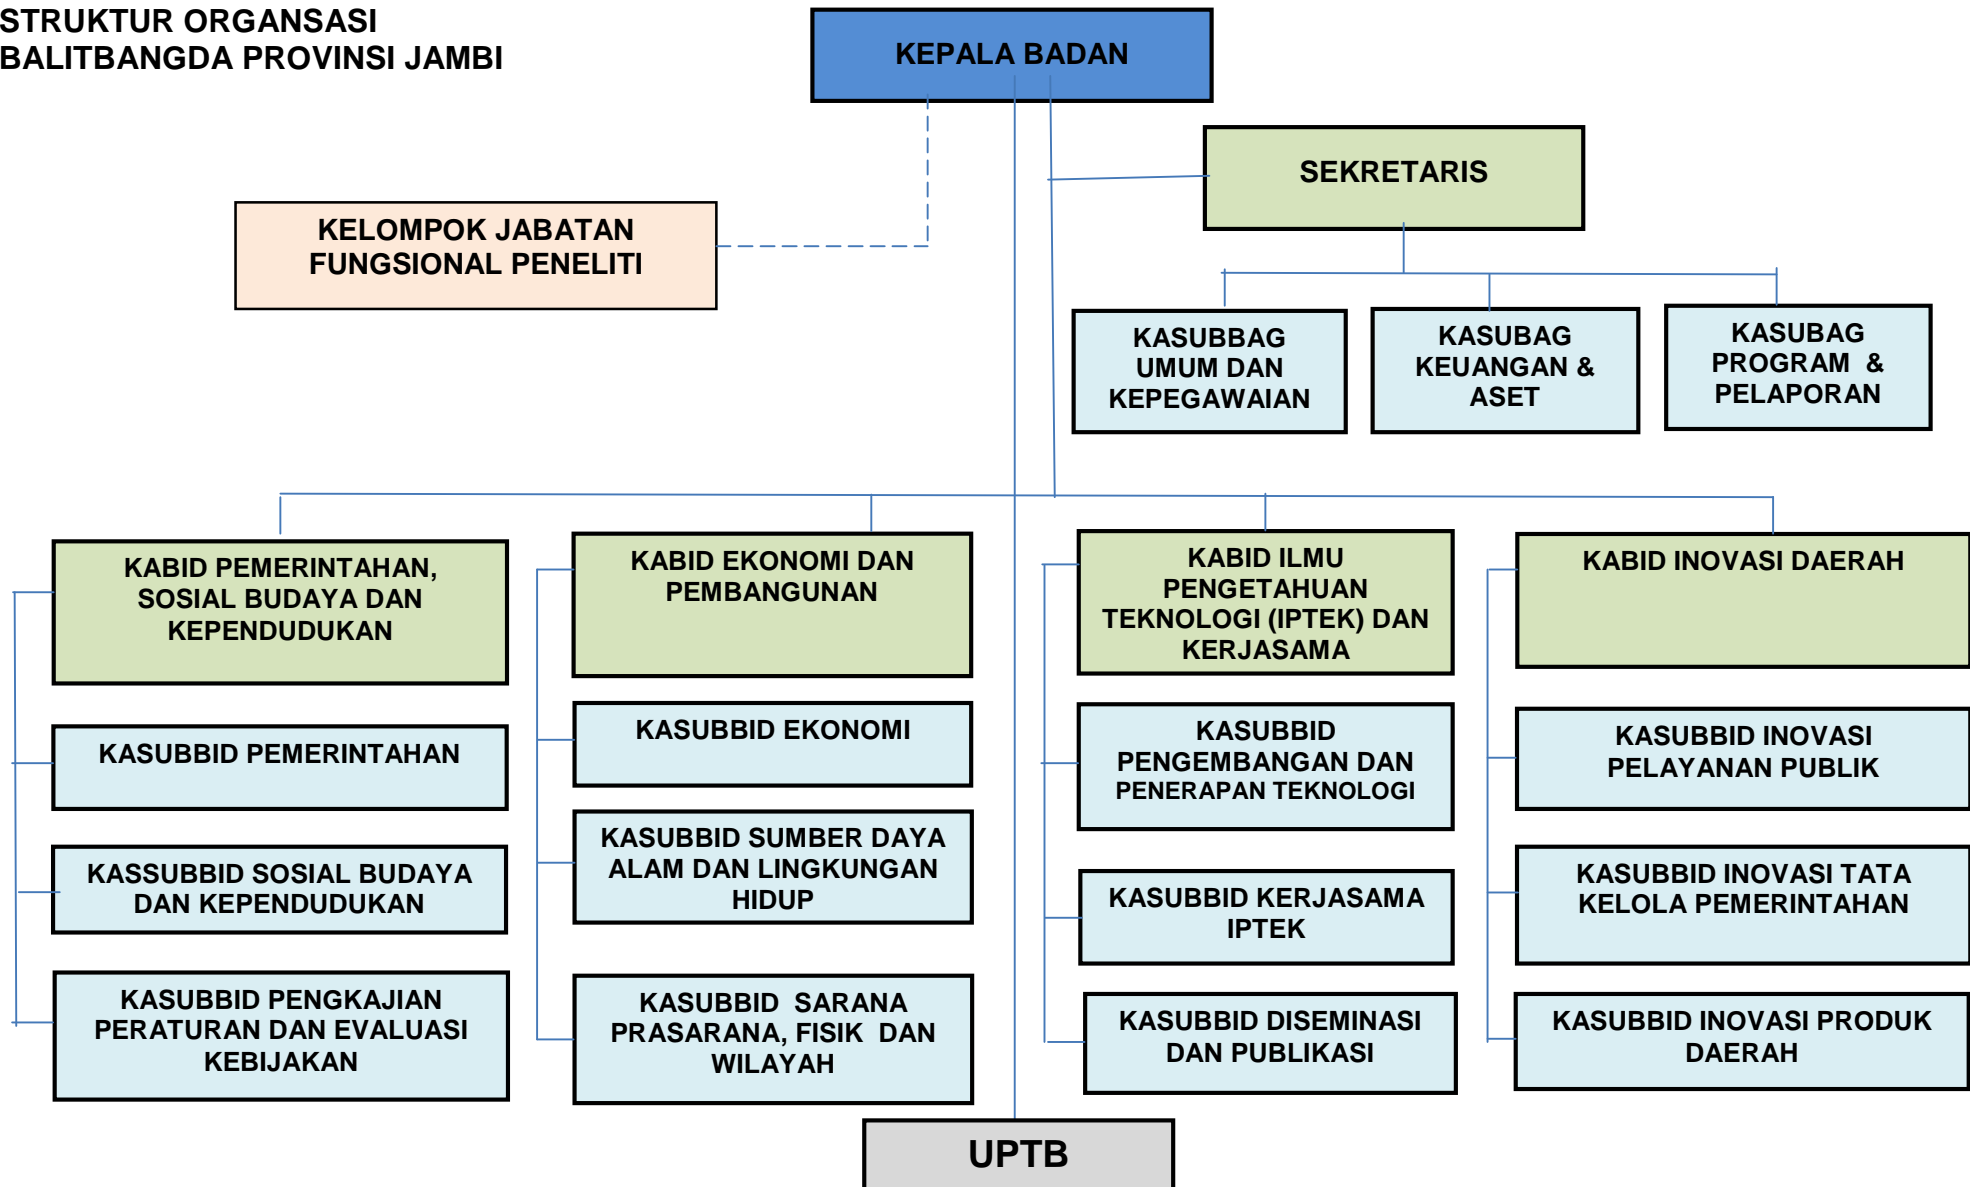 STRUKTUR ORGANSASI
BALITBANGDA PROVINSI JAMBI
KEPALA BADAN
SEKRETARIS
KELOMPOK JABATAN
FUNGSIONAL PENELITI
KASUBBAG
UMUM DAN
KEPEGAWAIAN
KASUBAG
KEUANGAN &
ASET
KASUBAG
PROGRAM &
PELAPORAN
KABID PEMERINTAHAN,
SOSIAL BUDAYA DAN
KEPENDUDUKAN
KASUBBID PEMERINTAHAN
KASSUBBID SOSIAL BUDAYA
DAN KEPENDUDUKAN
KASUBBID PENGKAJIAN
PERATURAN DAN EVALUASI
KEBIJAKAN
KABID EKONOMI DAN
PEMBANGUNAN
KASUBBID EKONOMI
KASUBBID SUMBER DAYA
ALAM DAN LINGKUNGAN
HIDUP
KASUBBID SARANA
PRASARANA, FISIK DAN
WILAYAH
KABID ILMU
PENGETAHUAN
TEKNOLOGI (IPTEK) DAN
KERJASAMA
KASUBBID
PENGEMBANGAN DAN
PENERAPAN TEKNOLOGI
KASUBBID KERJASAMA
IPTEK
KASUBBID DISEMINASI
DAN PUBLIKASI
KABID INOVASI DAERAH
KASUBBID INOVASI
PELAYANAN PUBLIK
KASUBBID INOVASI TATA
KELOLA PEMERINTAHAN
KASUBBID INOVASI PRODUK
DAERAH
UPTB